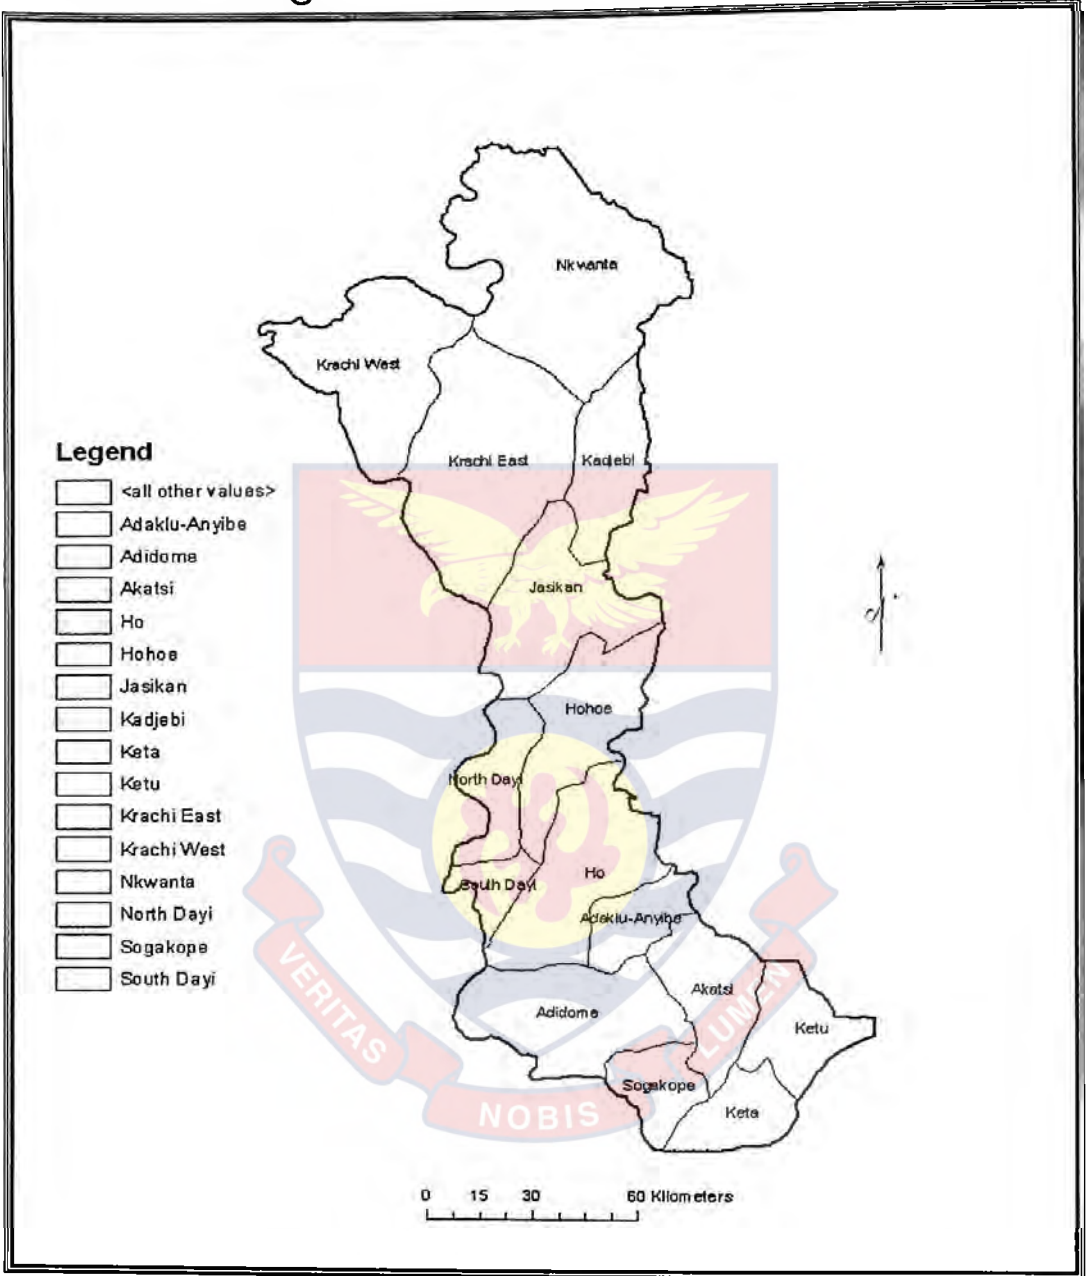 Nkwanta
Krachi West
Krachi East
Kadjebi
Legend
<all other values>
Adaklu-Anyibe
Adidome
Akatsi
Ho
Hohoe
Jasikan
Kadjebi
Keta
Ketu
Krachi East
Krachi West
Nkwanta
North Dayi
Sogakope
South Dayi
Jasikan
Hohoe
North Dayi
South Dayi
Ho
Adaklu-Anyibe
Adidome
Akatsi
Ketu
Sogakope
Keta
VERITAS
NOBIS
LUMEN
0 15 30 60 Kilometers